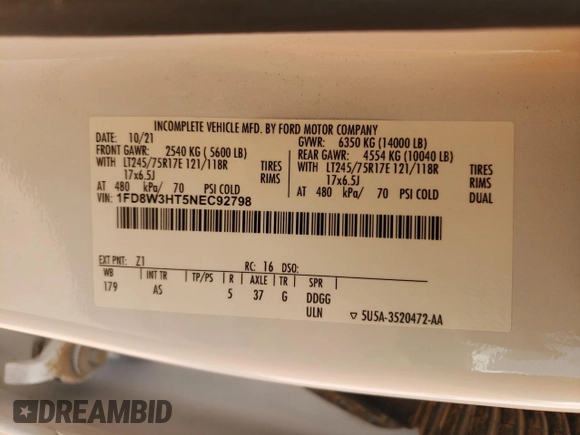 INCOMPLETE VEHICLE MFD. BY FORD MOTOR COMPANY
DATE: 10/21 GVWR: 6350 KG (14000 LB)
FRONT GAWR: 2540 KG ( 5600 LB) REAR GAWR: 4554 KG (10040 LB)
WITH LT245/75R17E 121/118R TIRES WITH LT245/75R17E 121/118R TIRES
17x6.5J RIMS 17x6.5J RIMS
AT 480 kPa/ 70 PSI COLD AT 480 kPa/ 70 PSI COLD DUAL
VIN: 1FD8W3HT5NEC92798
EXT PNT: Z1 RC: 16 DSO:
WB INT TR TP/PS R AXLE TR SPR
179 AS 5 37 G DDGG
ULN ▽ 5U5A-3520472-AA
DREAMBID